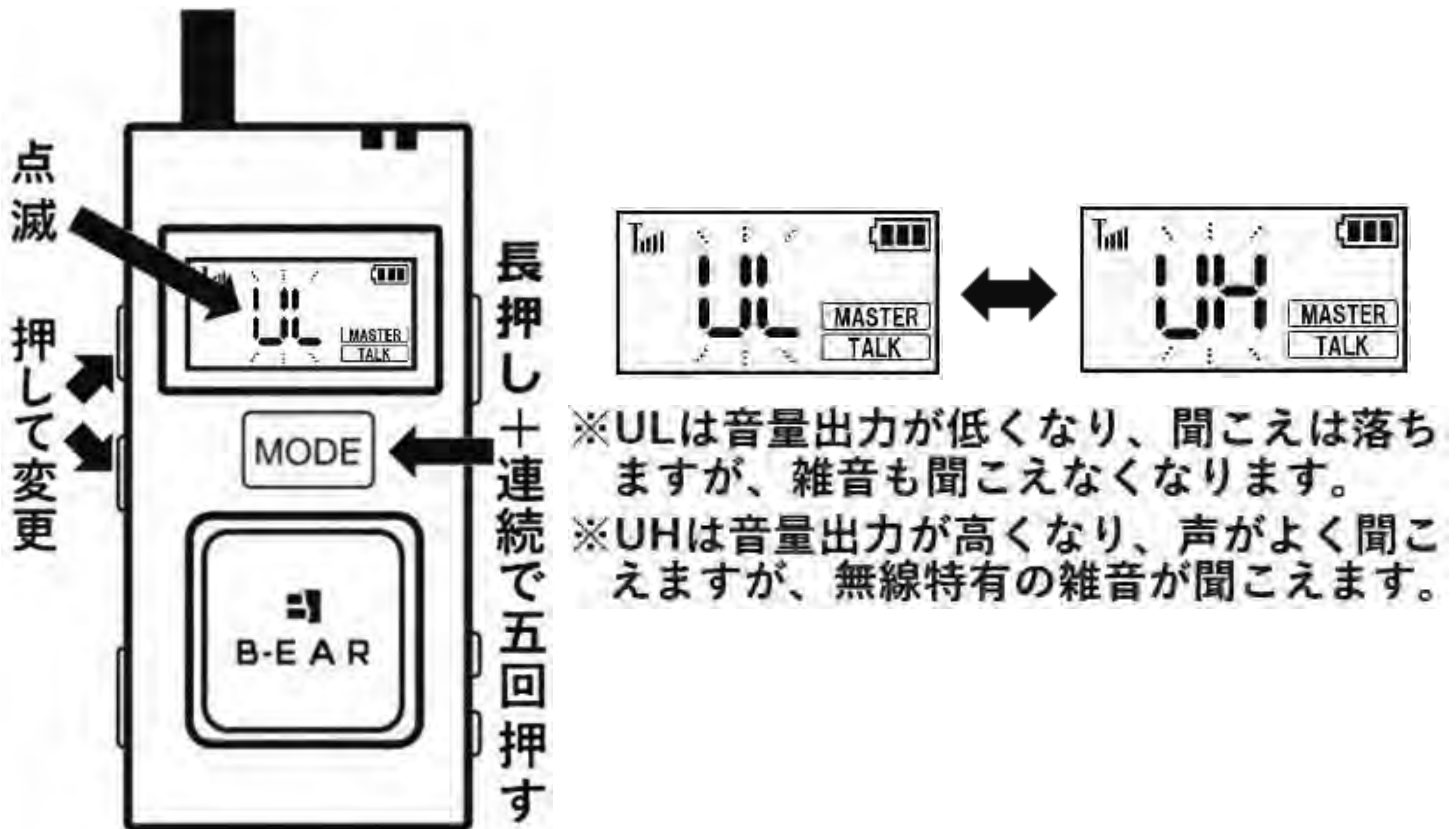 点滅
押して変更
UL
MASTER
TALK
MODE
B-EAR
長押し＋連続で五回押す
UL
MASTER
TALK
UH
MASTER
TALK
※ULは音量出力が低くなり、聞こえは落ち
ますが、雑音も聞こえなくなります。
※UHは音量出力が高くなり、声がよく聞こ
えますが、無線特有の雑音が聞こえます。